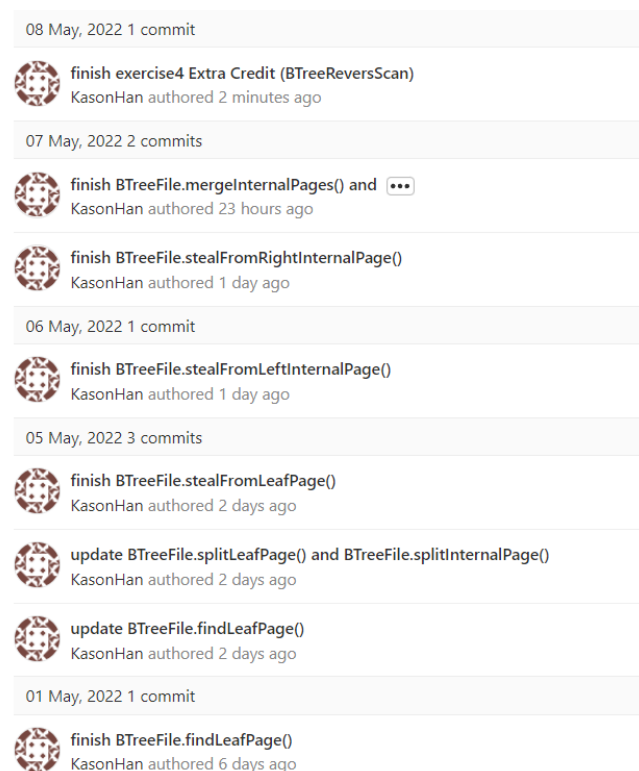 08 May, 2022 1 commit
finish exercise4 Extra Credit (BTreeReversScan)
KasonHan authored 2 minutes ago
07 May, 2022 2 commits
finish BTreeFile.mergeInternalPages() and •••
KasonHan authored 23 hours ago
finish BTreeFile.stealFromRightInternalPage()
KasonHan authored 1 day ago
06 May, 2022 1 commit
finish BTreeFile.stealFromLeftInternalPage()
KasonHan authored 1 day ago
05 May, 2022 3 commits
finish BTreeFile.stealFromLeafPage()
KasonHan authored 2 days ago
update BTreeFile.splitLeafPage() and BTreeFile.splitInternalPage()
KasonHan authored 2 days ago
update BTreeFile.findLeafPage()
KasonHan authored 2 days ago
01 May, 2022 1 commit
finish BTreeFile.findLeafPage()
KasonHan authored 6 days ago